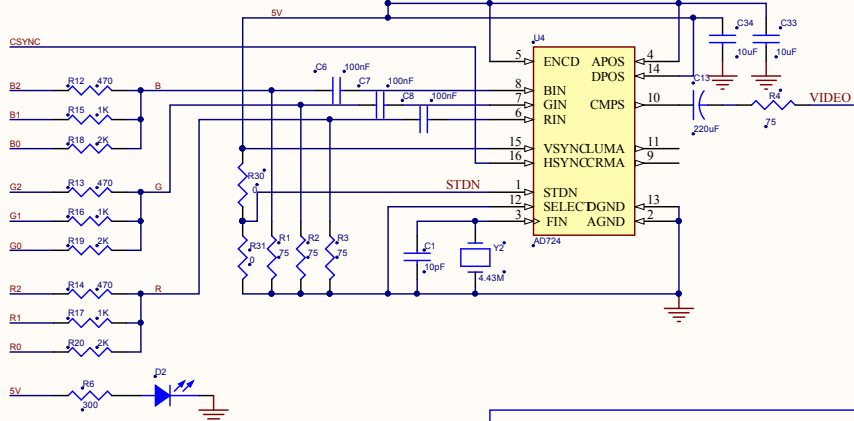 5V
CSYNC
U4
C34
C33
10uF
10uF
5 ENCD APOS 4
DPOS 14
C6 100nF
C7 100nF
C8 100nF
C13
B2 R12 470 B
8 BIN
7 GIN CMPS 10
R4
VIDEO
B1 R15 1K
6 RIN
220uF
75
B0 R18 2K
15 VSYNC LUMA 11
16 HSYNC CRMA 9
R30
0
G2 R13 470 G
STDN
1 STDN
12 SELECT DGND 13
G1 R16 1K
3 FIN AGND 2
G0 R19 2K
R31
0
R1
75
R2
75
R3
75
C1
10pF
Y2
4.43M
AD724
R2 R14 470 R
R1 R17 1K
R0 R20 2K
5V R6
300
D2